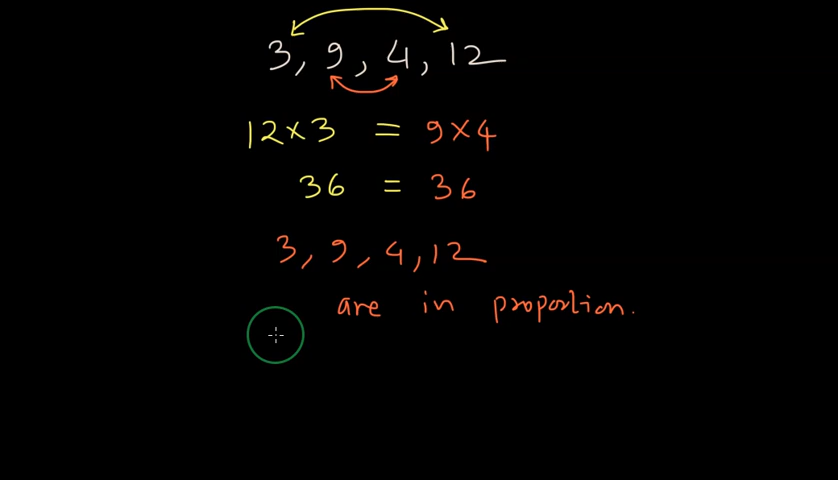 3, 9, 4, 12
12×3 = 9×4
36 = 36
3, 9, 4, 12
are in proportion.